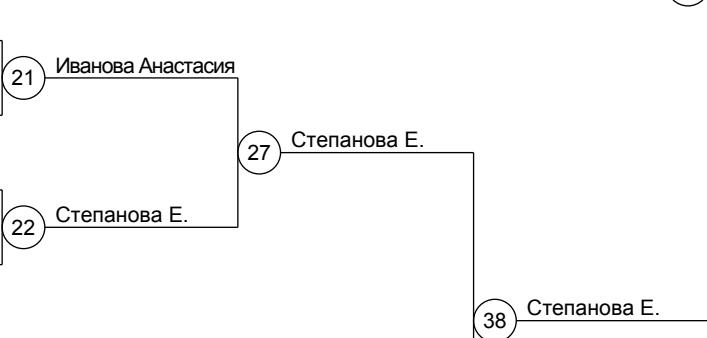 21 Иванова Анастасия
27 Степанова Е.
22 Степанова Е.
38 Степанова Е.